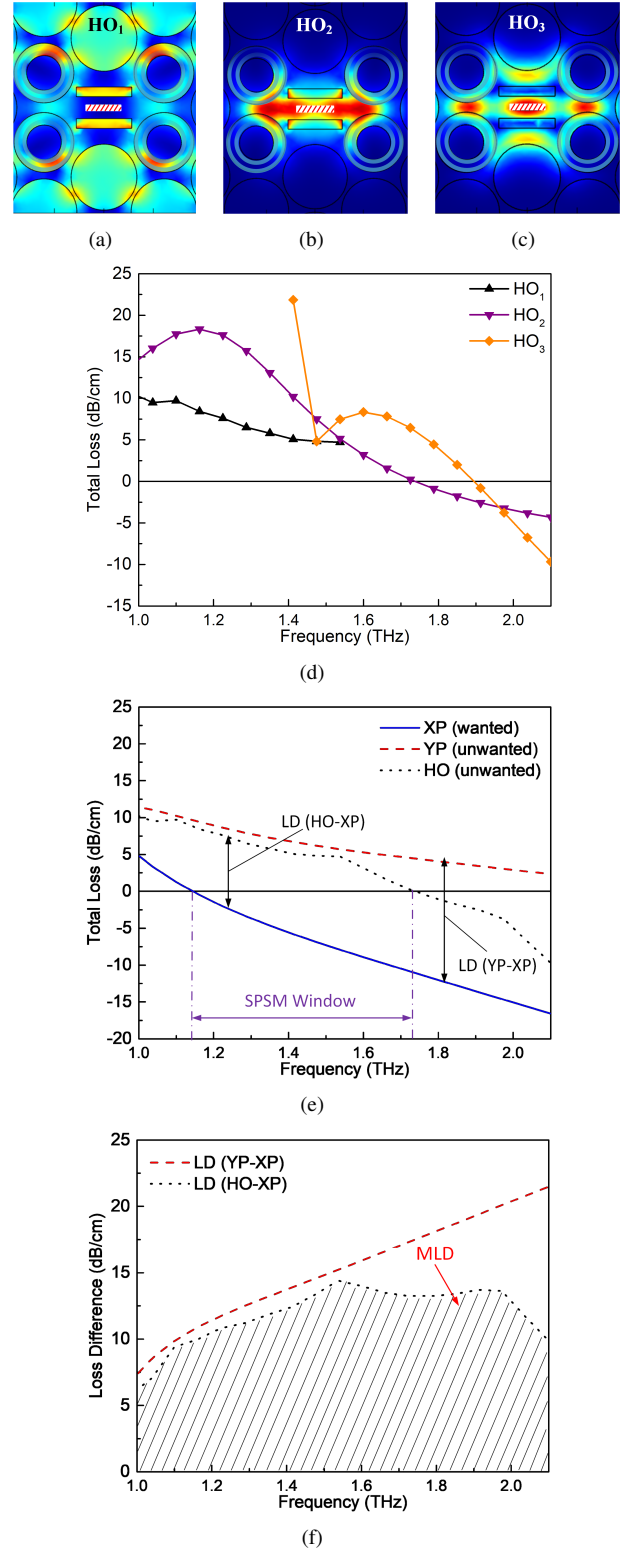 HO1 HO2 HO3
(a) (b) (c)
25
20
15
10
5
0
-5
-10
-15
Total Loss (dB/cm)
HO1
HO2
HO3
1.0 1.2 1.4 1.6 1.8 2.0
Frequency (THz)
(d)
25
20
15
10
5
0
-5
-10
-15
-20
Total Loss (dB/cm)
XP (wanted)
YP (unwanted)
HO (unwanted)
LD (HO-XP)
LD (YP-XP)
SPSM Window
1.0 1.2 1.4 1.6 1.8 2.0
Frequency (THz)
(e)
25
20
15
10
5
0
Loss Difference (dB/cm)
LD (YP-XP)
LD (HO-XP)
MLD
1.0 1.2 1.4 1.6 1.8 2.0
Frequency (THz)
(f)